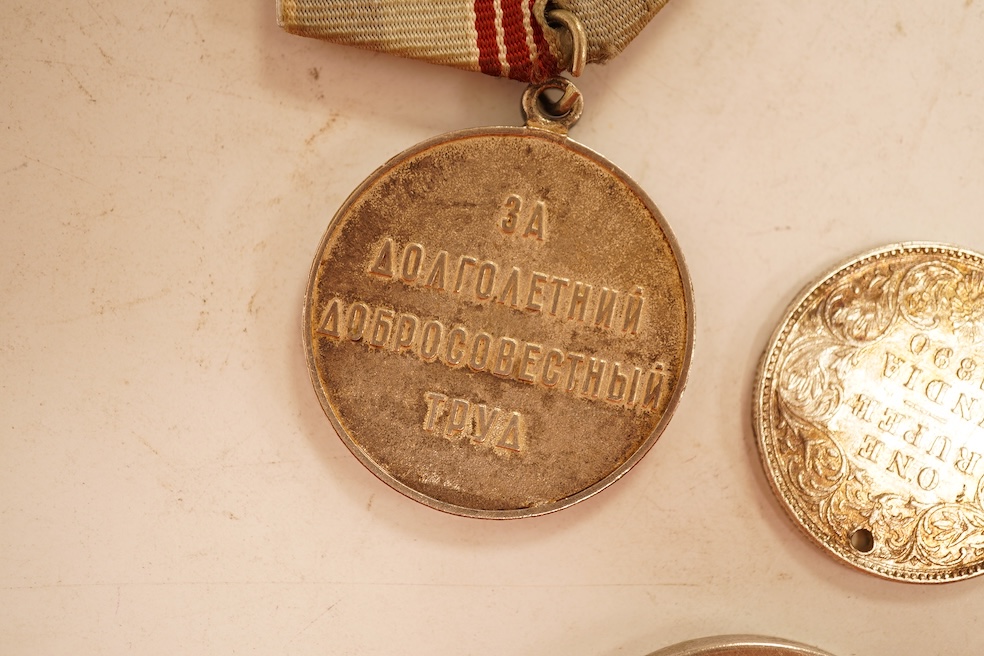 ЗА
ДОЛГОЛЕТНИЙ
ДОБРОСОВЕСТНЫЙ
ТРУД
ONE
RUPEE
INDIA
1890